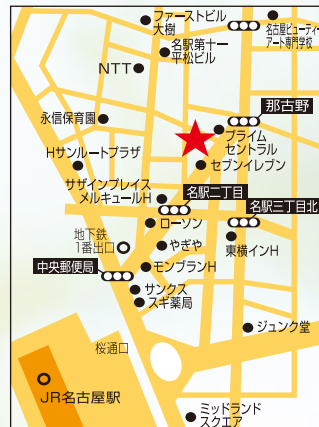 ファーストビル
大樹
名古屋ビューティー
アート専門学校
名駅第十一
平松ビル
NTT
那古野
永信保育園
プライム
セントラル
Hサンルートプラザ
セブンイレブン
サザインプレイス
メルキュールH
名駅二丁目
ローソン
名駅三丁目北
地下鉄
1番出口
やぎや
東横インH
中央郵便局
モンブランH
サンクス
スギ薬局
ジュンク堂
桜通口
JR名古屋駅
ミッドランド
スクエア